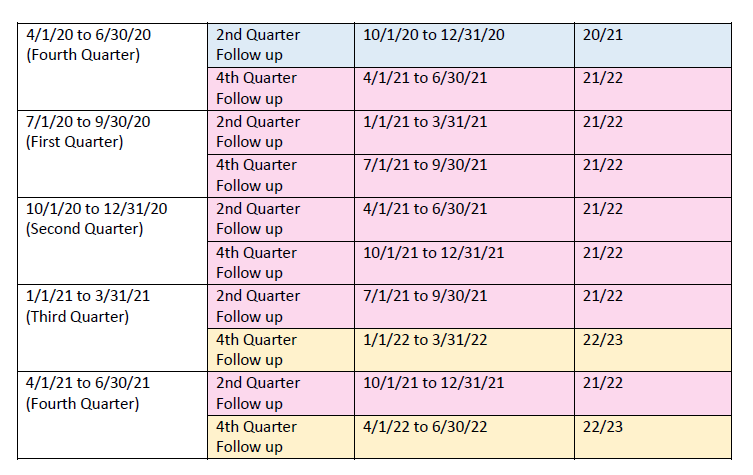 4/1/20 to 6/30/20 2nd Quarter 10/1/20 to 12/31/20 20/21
(Fourth Quarter) Follow up
4th Quarter 4/1/21 to 6/30/21 21/22
Follow up
7/1/20 to 9/30/20 2nd Quarter 1/1/21 to 3/31/21 21/22
(First Quarter) Follow up
4th Quarter 7/1/21 to 9/30/21 21/22
Follow up
10/1/20 to 12/31/20 2nd Quarter 4/1/21 to 6/30/21 21/22
(Second Quarter) Follow up
4th Quarter 10/1/21 to 12/31/21 21/22
Follow up
1/1/21 to 3/31/21 2nd Quarter 7/1/21 to 9/30/21 21/22
(Third Quarter) Follow up
4th Quarter 1/1/22 to 3/31/22 22/23
Follow up
4/1/21 to 6/30/21 2nd Quarter 10/1/21 to 12/31/21 21/22
(Fourth Quarter) Follow up
4th Quarter 4/1/22 to 6/30/22 22/23
Follow up